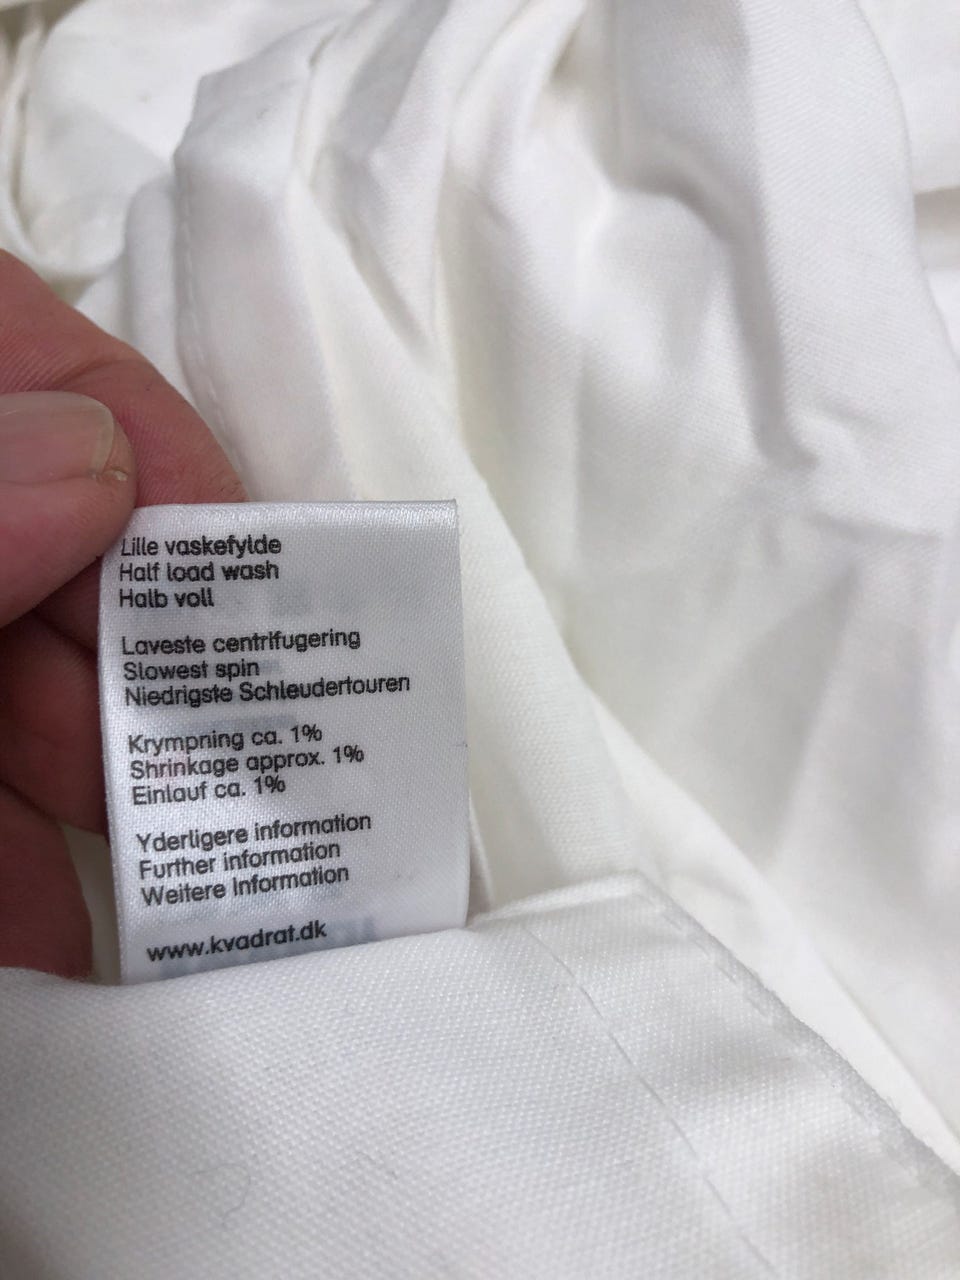 Lille vaskefylde
Half load wash
Halb voll
Laveste centrifugering
Slowest spin
Niedrigste Schleudertouren
Krympning ca. 1%
Shrinkage approx. 1%
Einlauf ca. 1%
Yderligere information
Further information
Weitere Information
www.kvadrat.dk